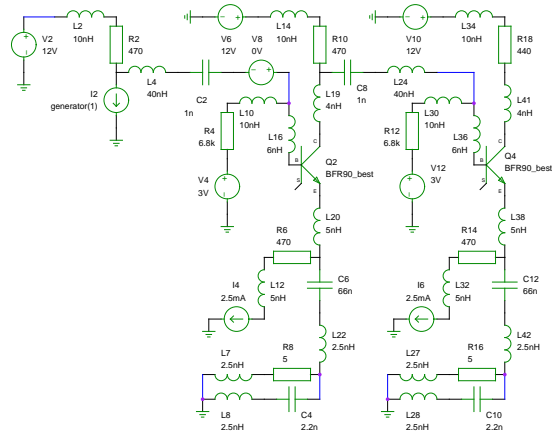 V2
12V
L2
10nH
R2
470
I2
generator(1)
L4
40nH
C2
1n
V8
0V
V6
12V
L14
10nH
R10
470
L19
4nH
C8
1n
R4
6.8k
L10
10nH
L16
6nH
V4
3V
C
B
S
E
Q2
BFR90_best
L20
5nH
R6
470
L12
5nH
I4
2.5mA
C6
66n
L22
2.5nH
R8
5
L7
2.5nH
L8
2.5nH
C4
2.2n
V10
12V
L34
10nH
R18
440
L41
4nH
L24
40nH
R12
6.8k
L30
10nH
L36
6nH
V12
3V
C
B
S
E
Q4
BFR90_best
L38
5nH
R14
470
L32
5nH
I6
2.5mA
C12
66n
L42
2.5nH
R16
5
L27
2.5nH
L28
2.5nH
C10
2.2n